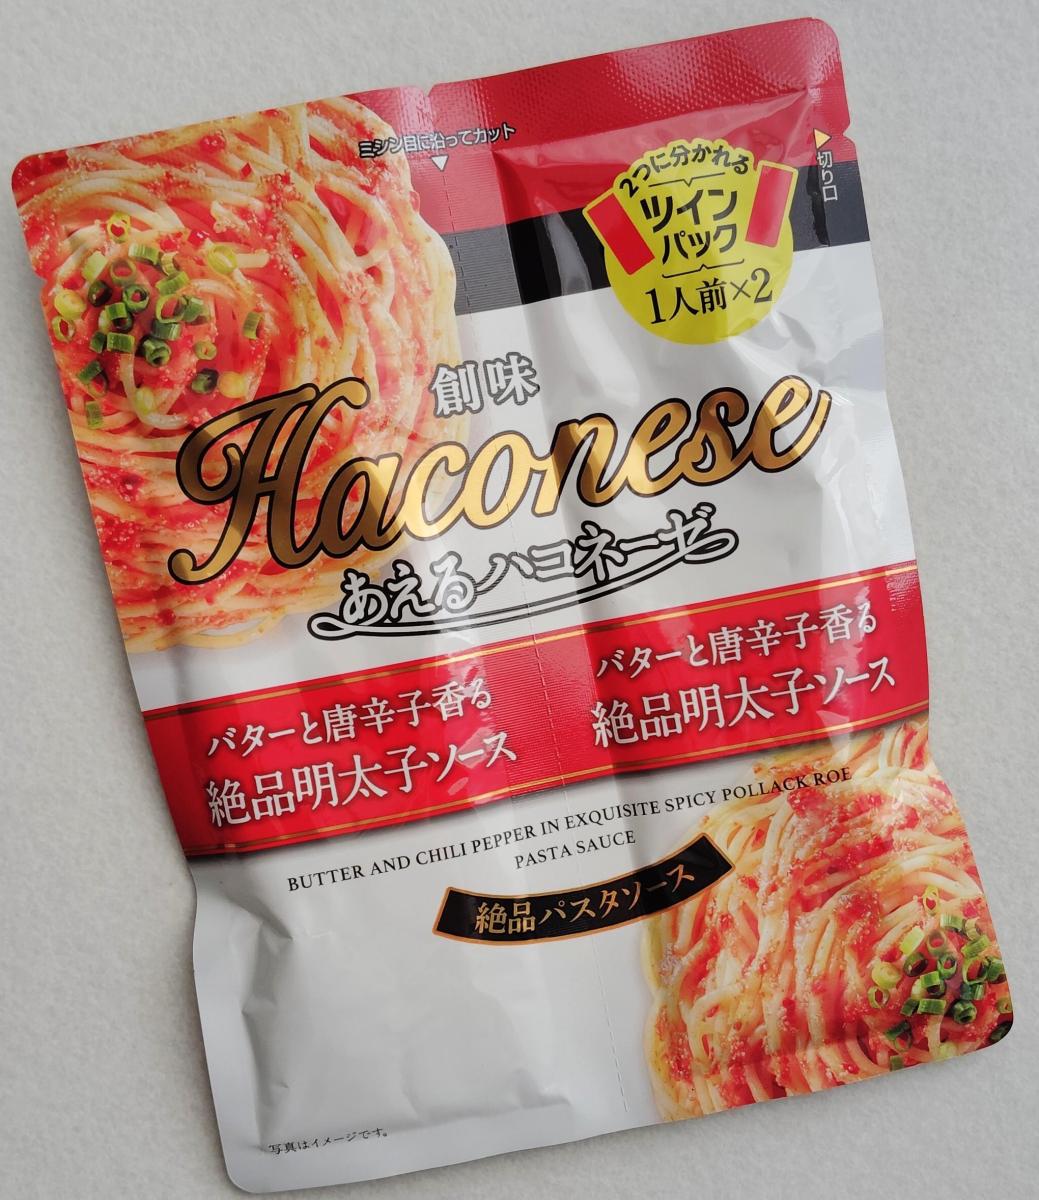 ミシン目に沿ってカット
切り口
2つに分かれる
ツイン
パック
1人前×2
創味
Haconese
あえるハコネーゼ
バターと唐辛子香る
絶品明太子ソース
バターと唐辛子香る
絶品明太子ソース
BUTTER AND CHILI PEPPER IN EXQUISITE SPICY POLLACK ROE
PASTA SAUCE
絶品パスタソース
写真はイメージです。